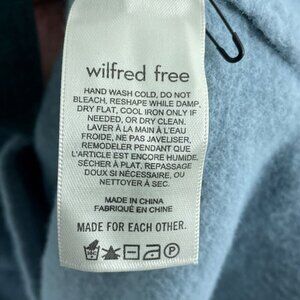 wilfred free
HAND WASH COLD, DO NOT
BLEACH, RESHAPE WHILE DAMP,
DRY FLAT, COOL IRON ONLY IF
NEEDED, OR DRY CLEAN.
LAVER À LA MAIN À L'EAU
FROIDE, NE PAS JAVELISER,
REMODELER PENDANT QUE
L'ARTICLE EST ENCORE HUMIDE,
SÉCHER À PLAT, REPASSAGE
DOUX SI NÉCESSAIRE, OU
NETTOYER À SEC.
MADE IN CHINA
FABRIQUÉ EN CHINE
MADE FOR EACH OTHER.
P